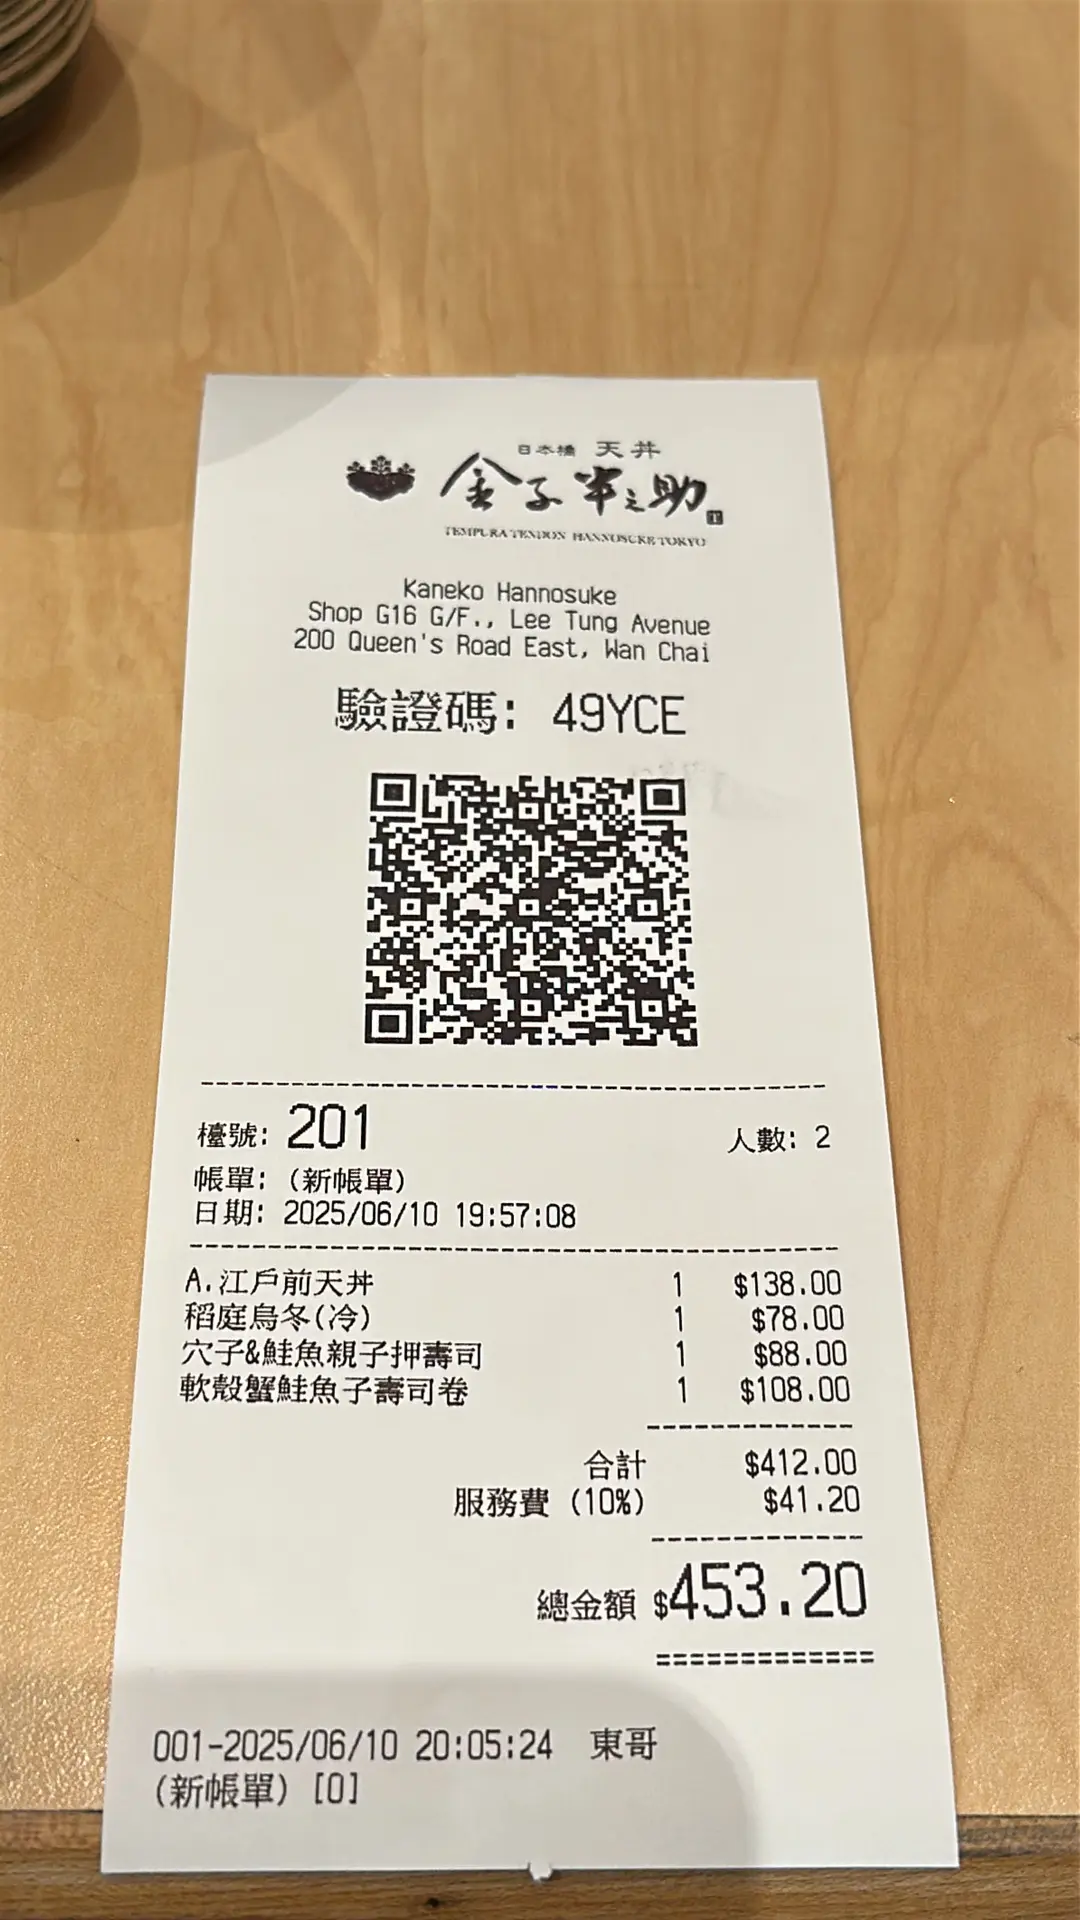 日本橋 天丼
金子半之助
TEMPURA TENDON HANNOSUKE TOKYO
Kaneko Hannosuke
Shop G16 G/F., Lee Tung Avenue
200 Queen's Road East, Wan Chai
驗證碼: 49YCE
檯號: 201 人數: 2
帳單: (新帳單)
日期: 2025/06/10 19:57:08
A.江戶前天丼 1 $138.00
稻庭烏冬(冷) 1 $78.00
穴子&鮭魚親子押壽司 1 $88.00
軟殼蟹鮭魚子壽司卷 1 $108.00
合計 $412.00
服務費 (10%) $41.20
總金額 $453.20
001-2025/06/10 20:05:24 東哥
(新帳單) [0]